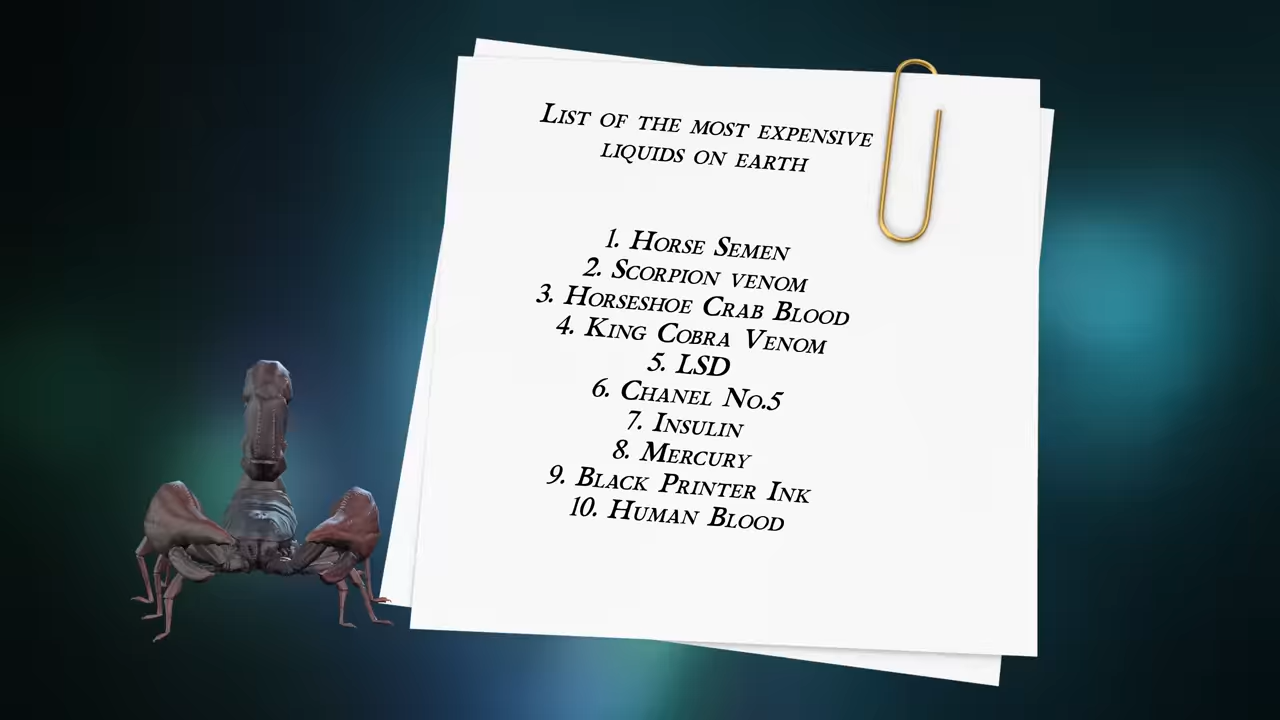 List of the most expensive
liquids on earth
1. Horse Semen
2. Scorpion venom
3. Horseshoe Crab Blood
4. King Cobra Venom
5. LSD
6. Chanel No.5
7. Insulin
8. Mercury
9. Black Printer Ink
10. Human Blood